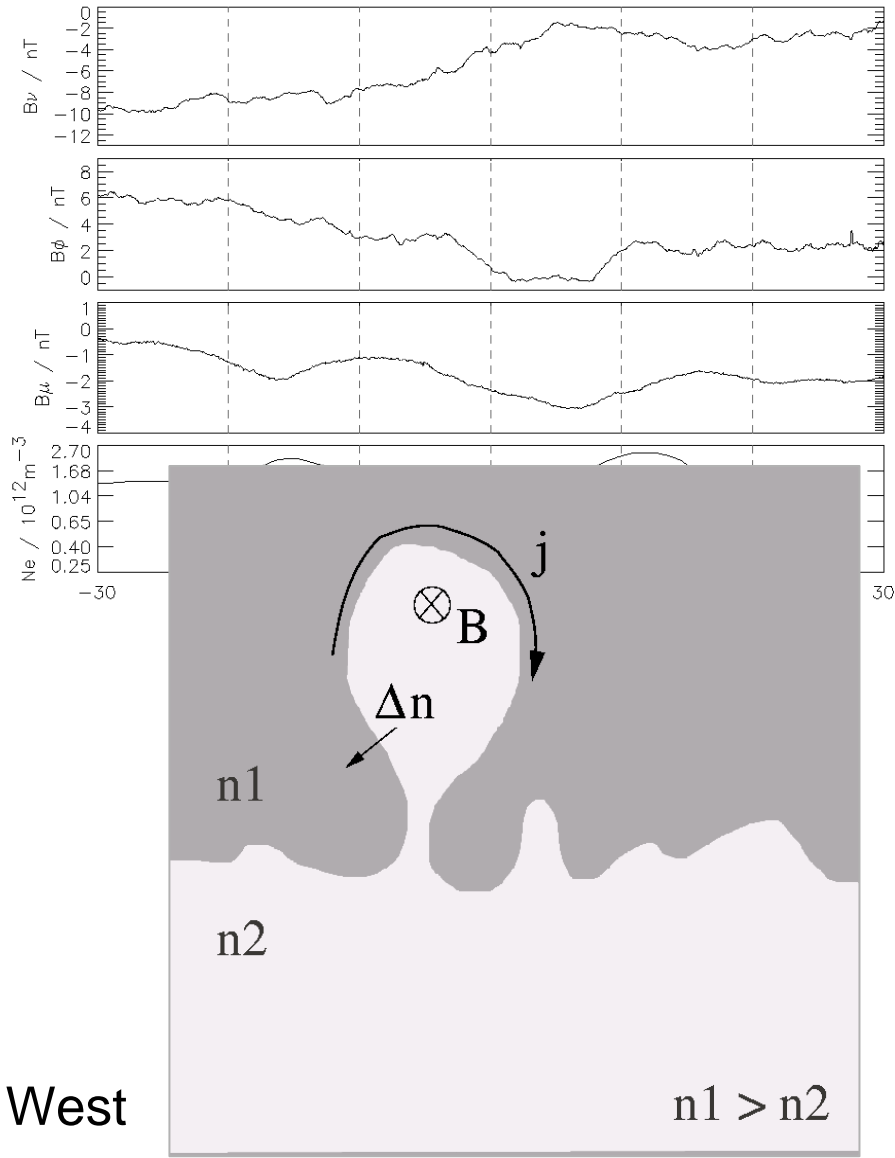 Bν / nT
0
−2
−4
−6
−8
−10
−12
Bϕ / nT
8
6
4
2
0
Bμ / nT
1
0
−1
−2
−3
−4
Ne / 10¹²m⁻³
2.70
1.68
1.04
0.65
0.40
0.25
−30
30
j
B
Δn
n1
n2
West
n1 > n2